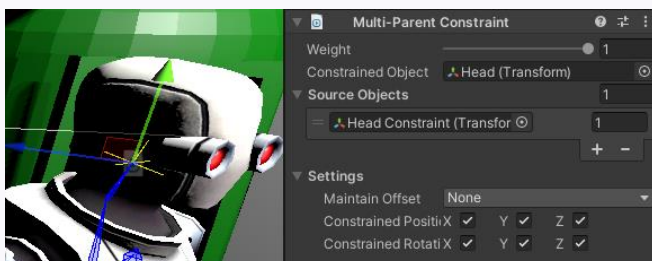 Multi-Parent Constraint
Weight 1
Constrained Object Head (Transform)
Source Objects 1
Head Constraint (Transfor 1
+ −
Settings
Maintain Offset None
Constrained Positi X Y Z
Constrained Rotati X Y Z